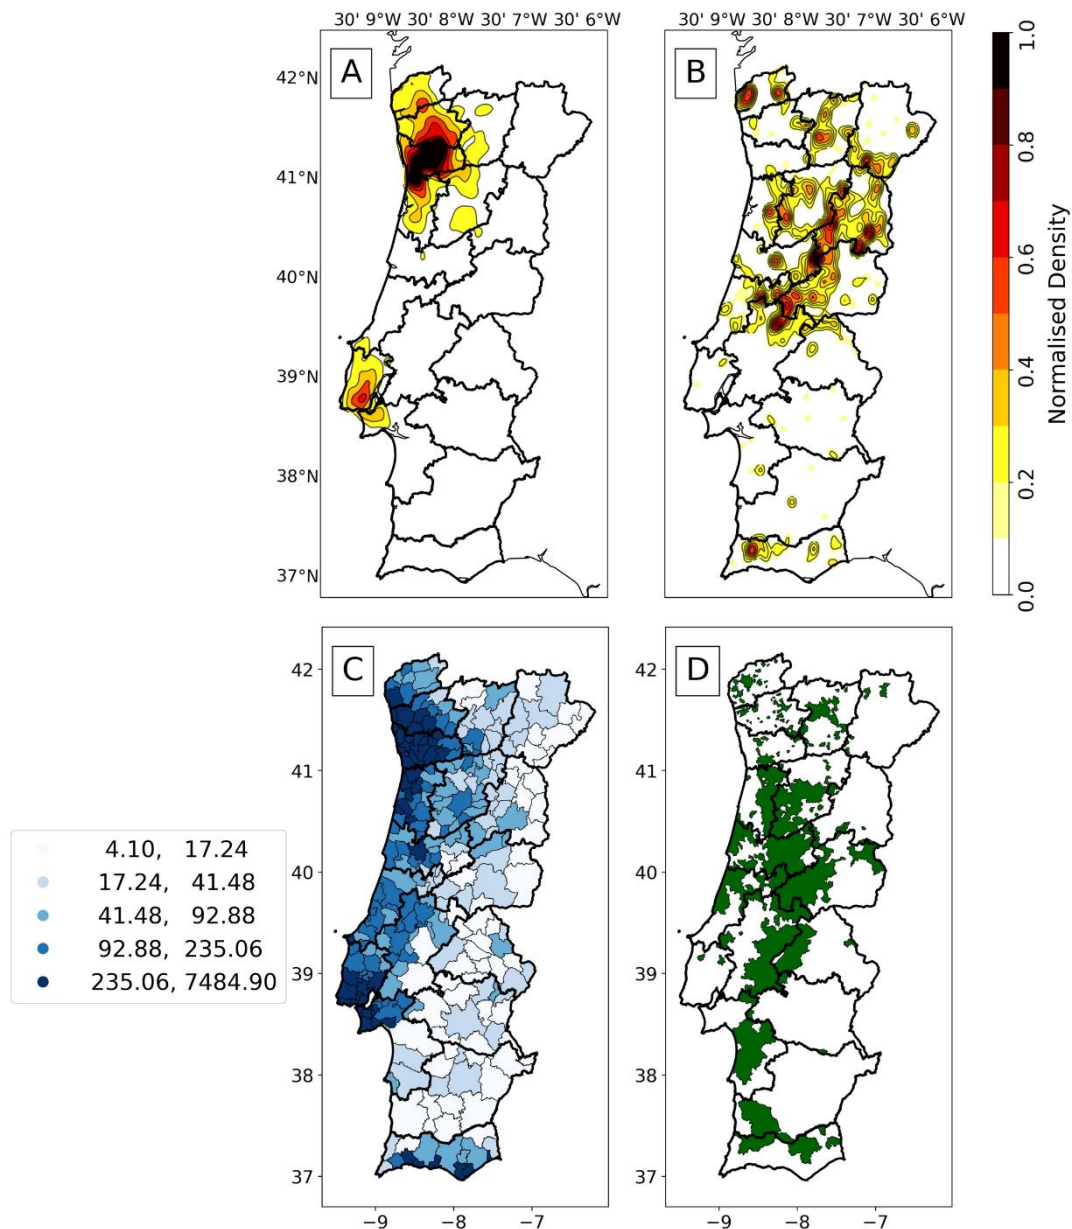 30' 9°W 30' 8°W 30' 7°W 30' 6°W
30' 9°W 30' 8°W 30' 7°W 30' 6°W
A
B
42°N
41°N
40°N
39°N
38°N
37°N
1.0
0.8
0.6
0.4
0.2
0.0
Normalised Density
C
D
42
41
40
39
38
37
42
41
40
39
38
37
4.10, 17.24
17.24, 41.48
41.48, 92.88
92.88, 235.06
235.06, 7484.90
−9 −8 −7
−9 −8 −7